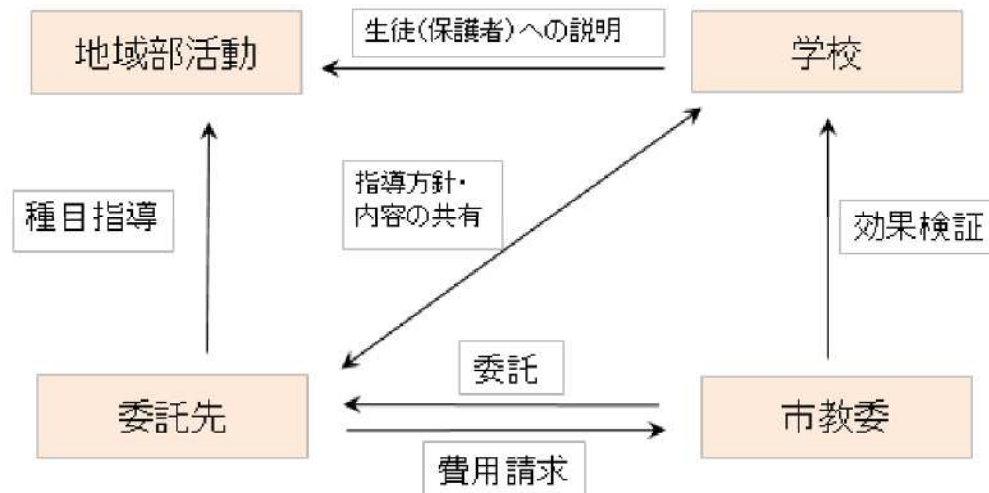 生徒(保護者)への説明
地域部活動
学校
指導方針・
内容の共有
種目指導
効果検証
委託
委託先
市教委
費用請求